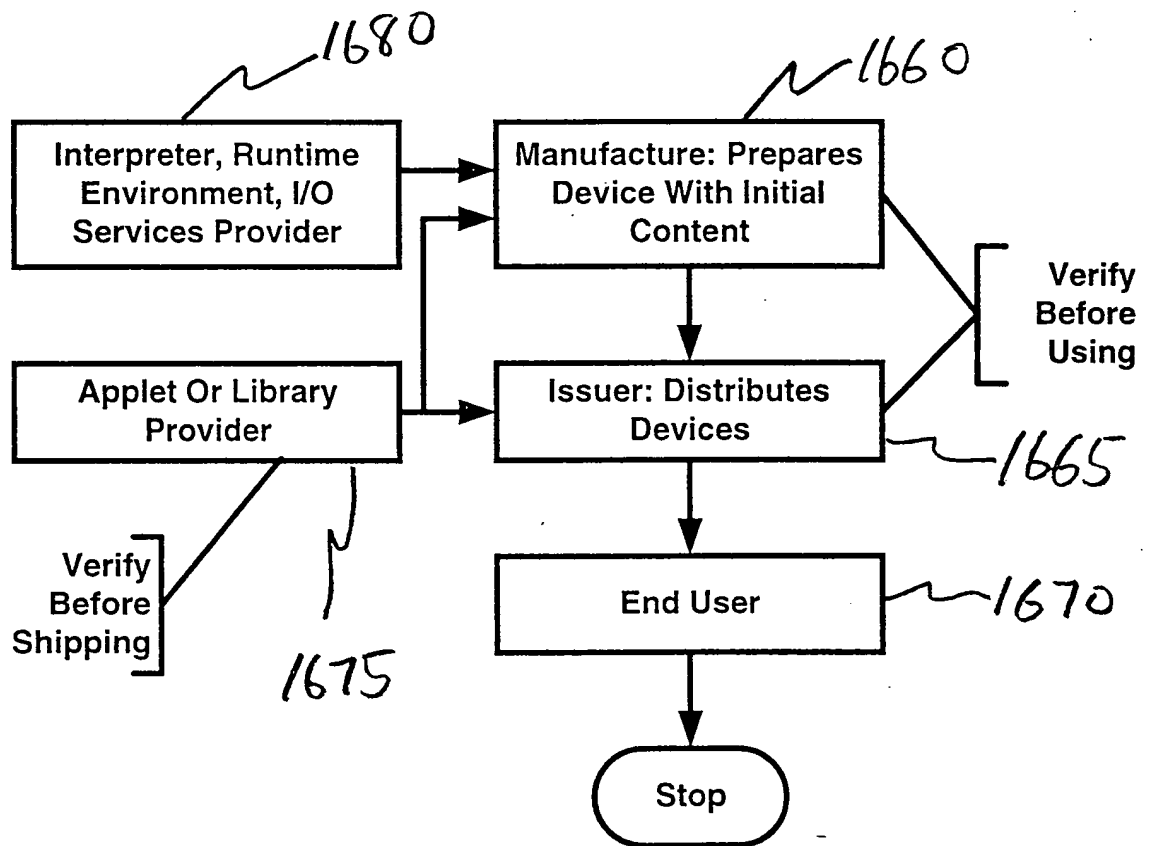 1680
1660
Interpreter, Runtime
Environment, I/O
Services Provider
Manufacture: Prepares
Device With Initial
Content
Verify
Before
Using
Applet Or Library
Provider
Issuer: Distributes
Devices
1665
Verify
Before
Shipping
1675
End User
1670
Stop